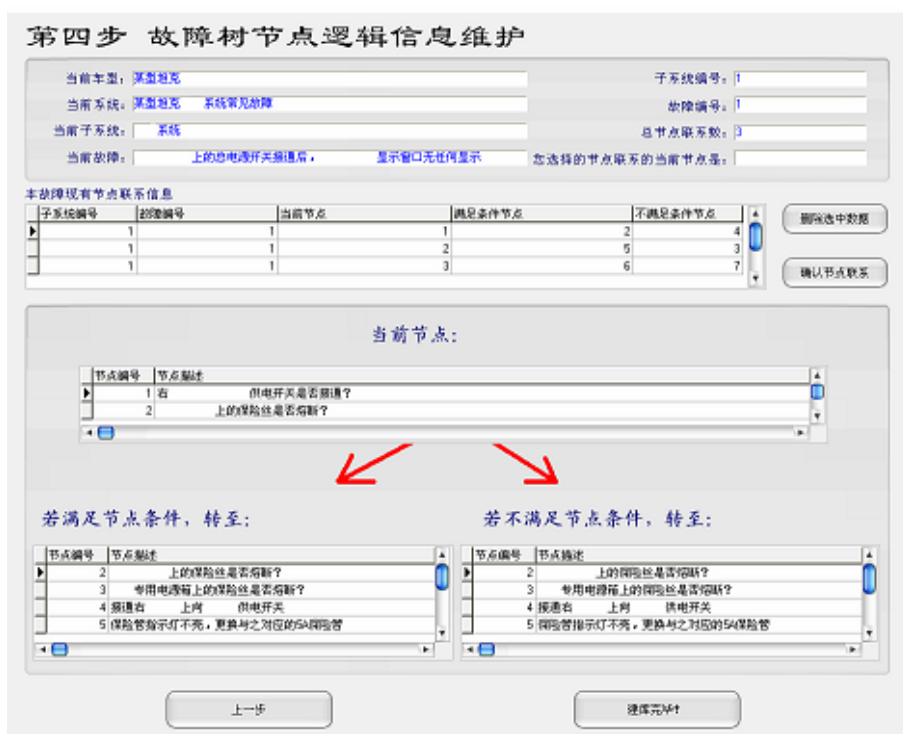 第四步 故障树节点逻辑信息维护
当前车型: 某型坦克 子系统编号: 1
当前系统: 某型坦克 系统常见故障 故障编号: 1
当前子系统: 系统 总节点联系数: 3
当前故障: 上的总电源开关接通后, 显示窗口无任何显示 您选择的节点联系的当前节点是:
本故障现有节点联系信息
子系统编号 故障编号 当前节点 满足条件节点 不满足条件节点
1 1 1 2 4
1 1 2 5 3
1 1 3 6 7
删除选中数据
确认节点联系
当前节点:
节点编号 节点描述
1 右 供电开关是否接通?
2 上的保险丝是否熔断?
若满足节点条件, 转至:
节点编号 节点描述
2 上的保险丝是否熔断?
3 专用电源箱上的保险丝是否熔断?
4 接通右 上向 供电开关
5 保险管指示灯不亮,更换与之对应的5A保险管
若不满足节点条件, 转至:
节点编号 节点描述
2 上的保险丝是否熔断?
3 专用电源箱上的保险丝是否熔断?
4 接通右 上向 供电开关
5 保险管指示灯不亮,更换与之对应的5A保险管
上一步
建库完毕!